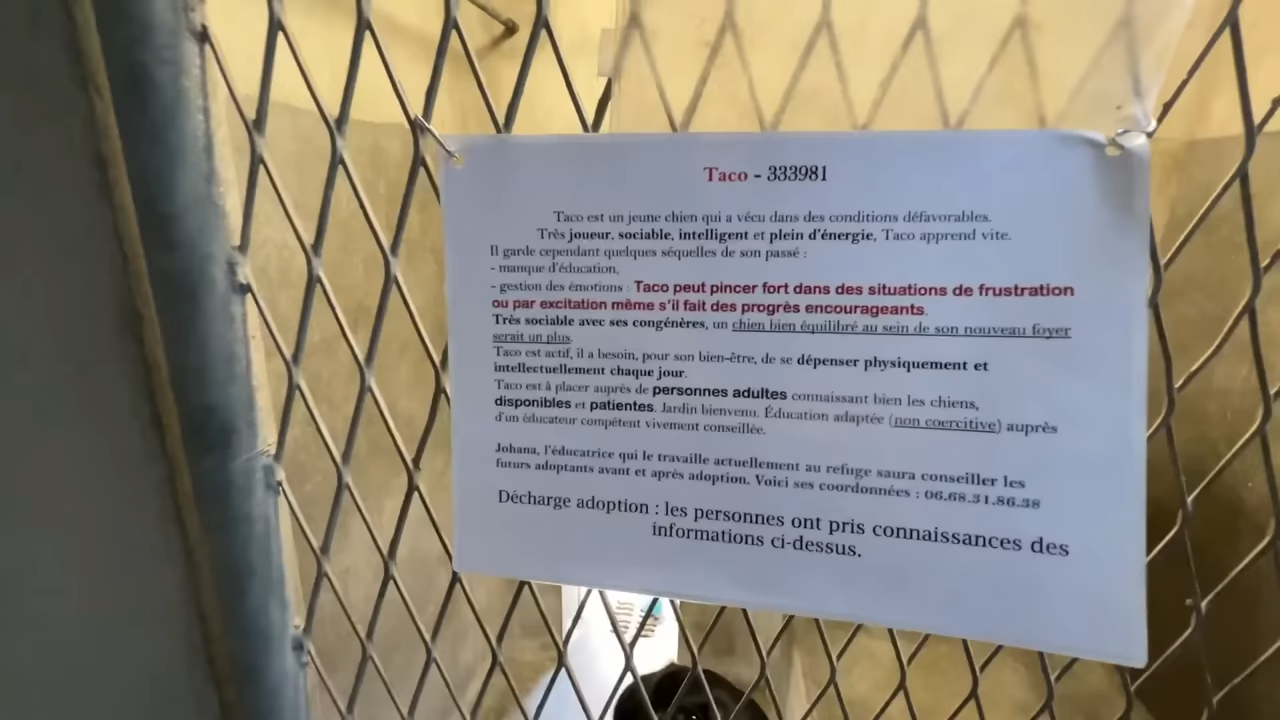 Taco - 333981
Taco est un jeune chien qui a vécu dans des conditions défavorables.
Très joueur, sociable, intelligent et plein d'énergie, Taco apprend vite.
Il garde cependant quelques séquelles de son passé :
- manque d'éducation,
- gestion des émotions : Taco peut pincer fort dans des situations de frustration
ou par excitation même s'il fait des progrès encourageants.
Très sociable avec ses congénères, un chien bien équilibré au sein de son nouveau foyer
serait un plus.
Taco est actif, il a besoin, pour son bien-être, de se dépenser physiquement et
intellectuellement chaque jour.
Taco est à placer auprès de personnes adultes connaissant bien les chiens,
disponibles et patientes. Jardin bienvenu. Éducation adaptée (non coercitive) auprès
d'un éducateur compétent vivement conseillée.
Johana, l'éducatrice qui le travaille actuellement au refuge saura conseiller les
futurs adoptants avant et après adoption. Voici ses coordonnées : 06.68.31.86.38
Décharge adoption : les personnes ont pris connaissances des
informations ci-dessus.